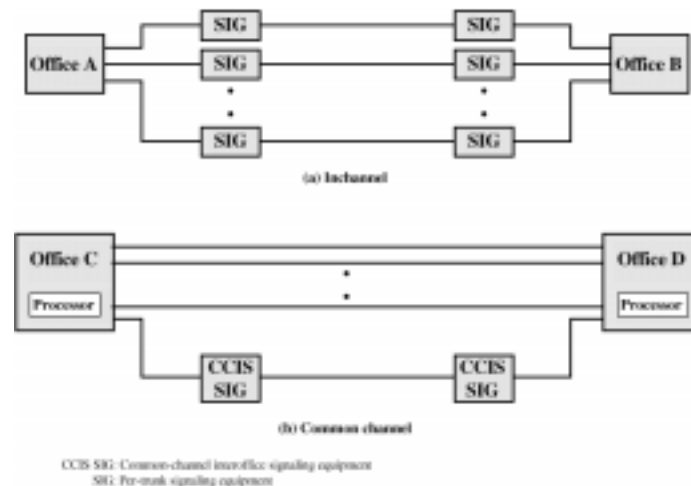 SIG SIG
Office A SIG SIG Office B
SIG SIG
(a) Inchannel
Office C Office D
Processor Processor
CCIS SIG CCIS SIG
(b) Common channel
CCIS SIG: Common-channel interoffice signaling equipment
SIG: Per-trunk signaling equipment